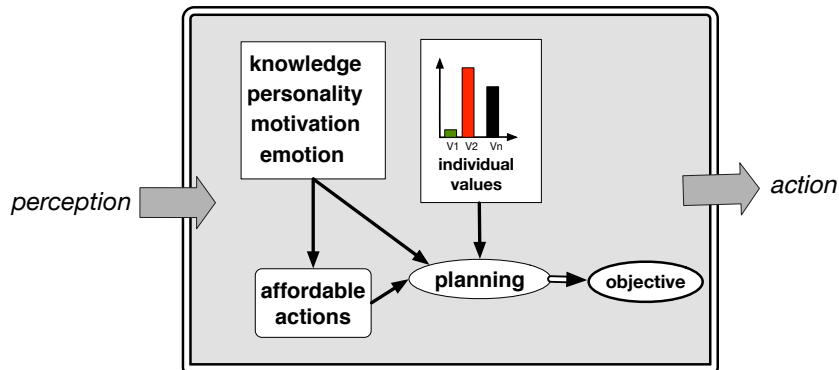 perception
knowledge
personality
motivation
emotion
V1 V2 Vn
individual
values
action
affordable
actions
planning
objective